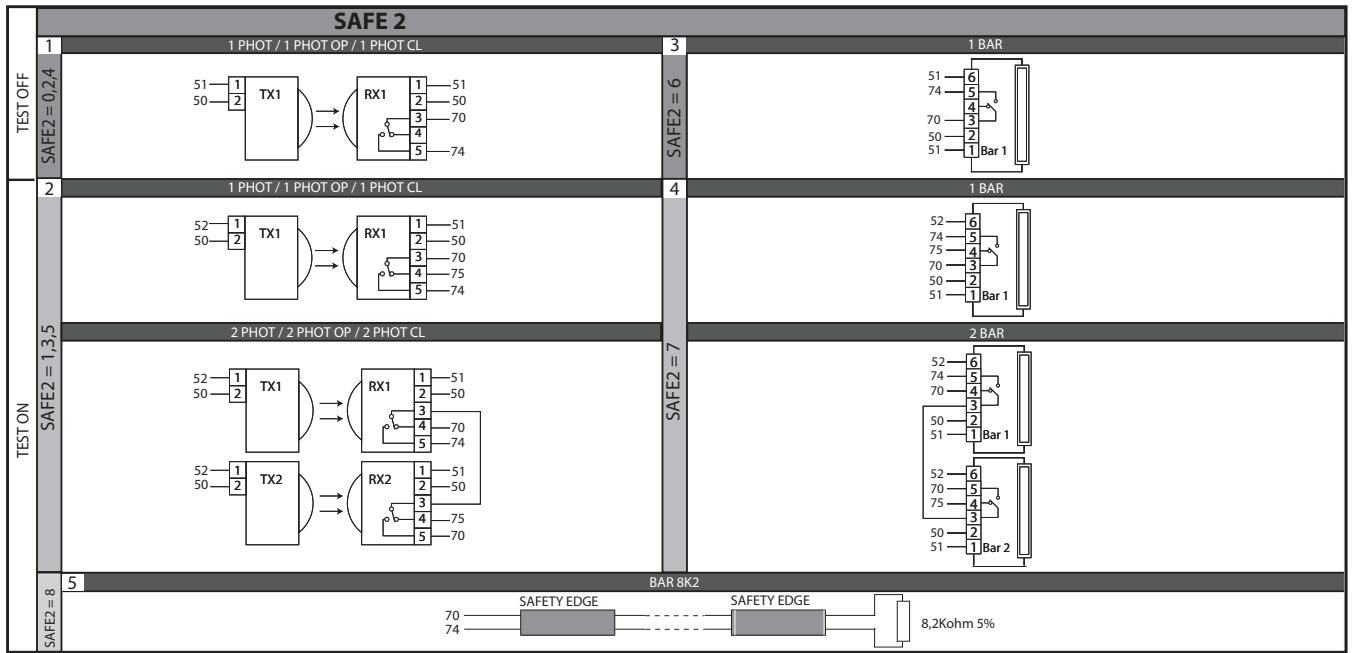 SAFE 2
TEST OFF
SAFE2 = 0,2,4
1
1 PHOT / 1 PHOT OP / 1 PHOT CL
51 1 TX1 RX1 1 51
50 2 2 50
3 70
4
5 74
SAFE2 = 6
3
1 BAR
51 6
74 5
4
70 3
50 2
51 1 Bar 1
TEST ON
SAFE2 = 1,3,5
2
1 PHOT / 1 PHOT OP / 1 PHOT CL
52 1 TX1 RX1 1 51
50 2 2 50
3 70
4 75
5 74
2 PHOT / 2 PHOT OP / 2 PHOT CL
52 1 TX1 RX1 1 51
50 2 2 50
3
4 70
5 74
52 1 TX2 RX2 1 51
50 2 2 50
3
4 75
5 70
SAFE2 = 7
4
1 BAR
52 6
74 5
75 4
70 3
50 2
51 1 Bar 1
2 BAR
52 6
74 5
70 4
3
50 2
51 1 Bar 1
52 6
70 5
75 4
3
50 2
51 1 Bar 2
SAFE2 = 8
5
BAR 8K2
SAFETY EDGE SAFETY EDGE
70
74
8,2Kohm 5%